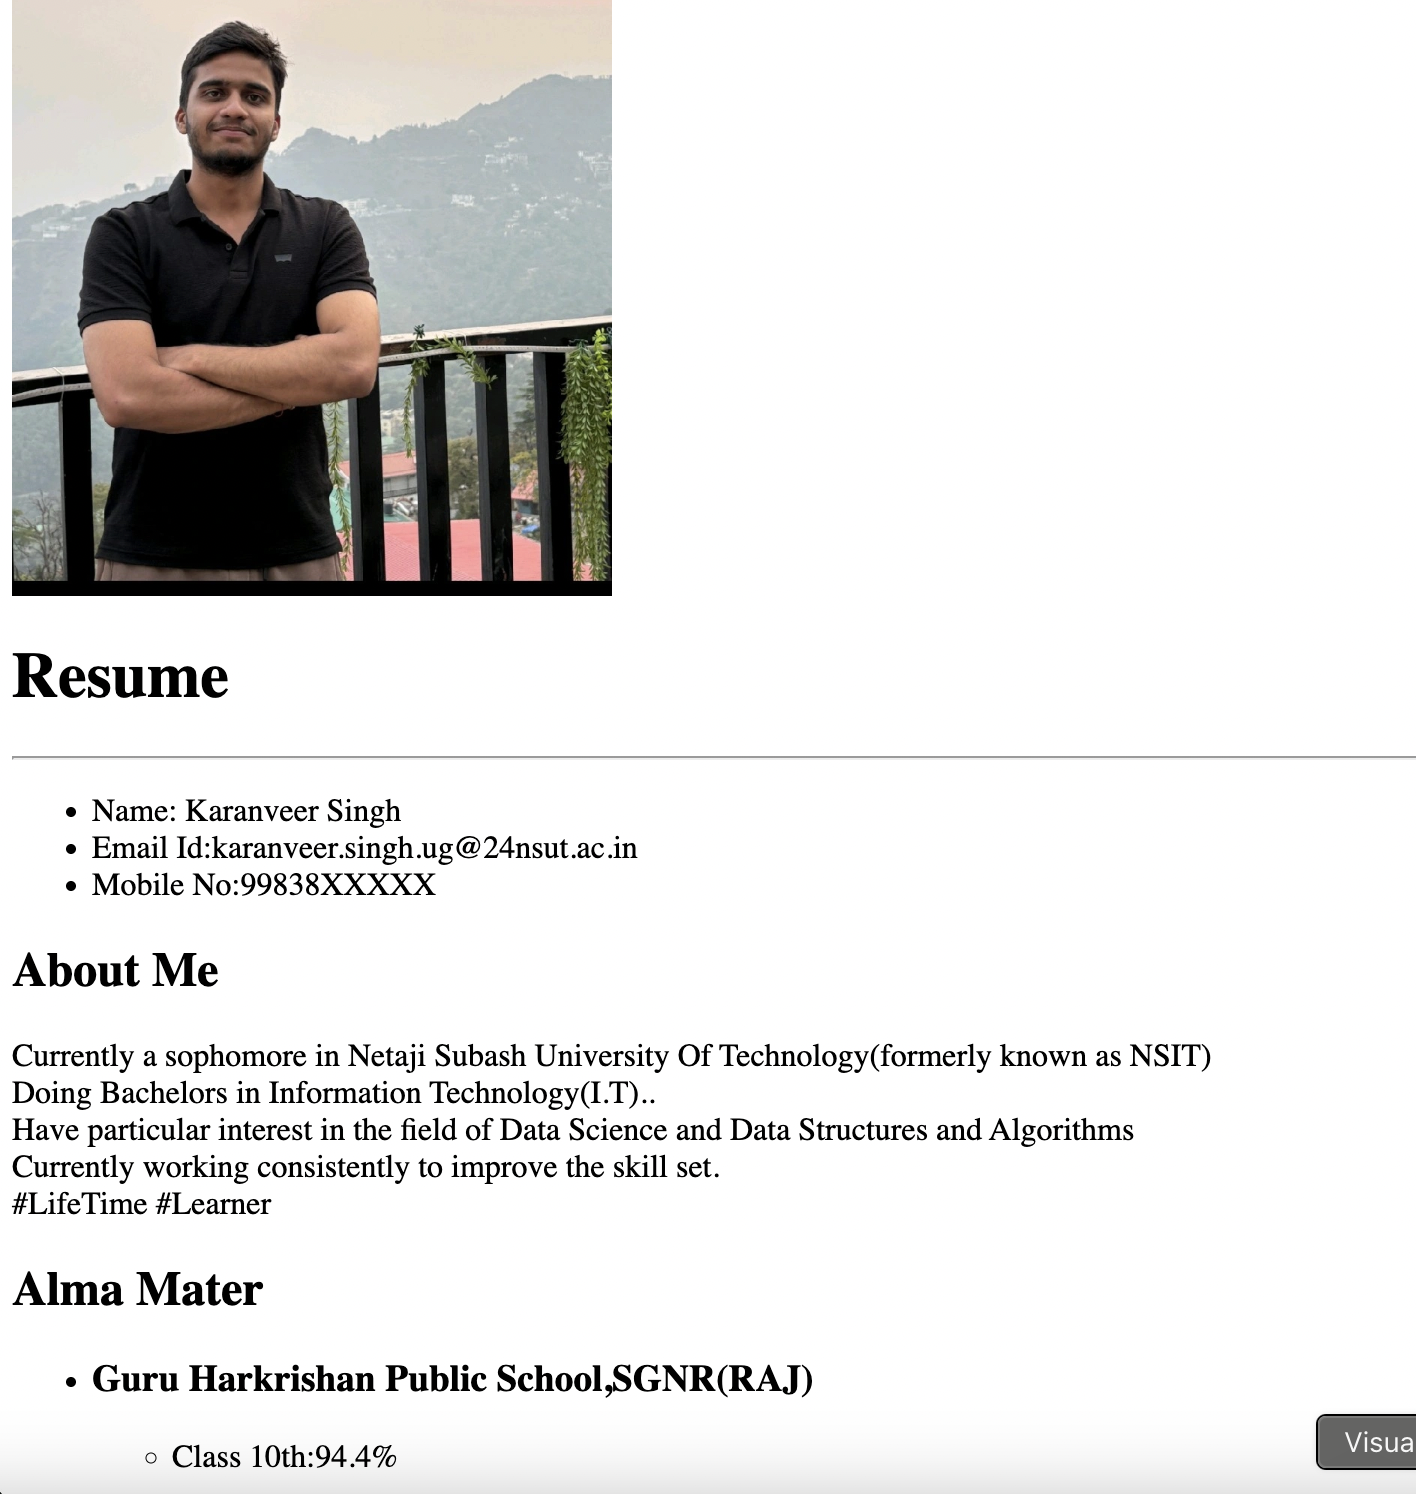 Resume
Name: Karanveer Singh
Email Id:karanveer.singh.ug@24nsut.ac.in
Mobile No:99838XXXXX
About Me
Currently a sophomore in Netaji Subash University Of Technology(formerly known as NSIT)
Doing Bachelors in Information Technology(I.T)..
Have particular interest in the field of Data Science and Data Structures and Algorithms
Currently working consistently to improve the skill set.
#LifeTime #Learner
Alma Mater
Guru Harkrishan Public School,SGNR(RAJ)
Class 10th:94.4%
Visua